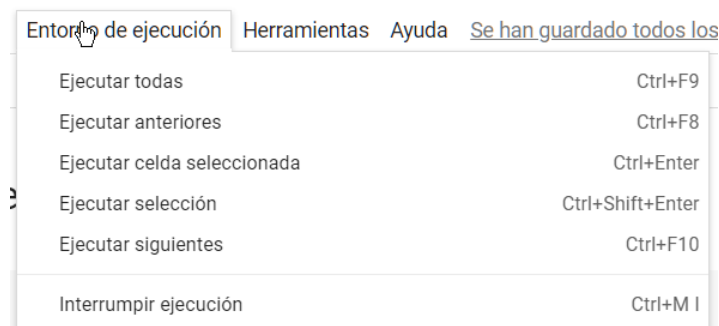 Entorno de ejecución Herramientas Ayuda Se han guardado todos los
Ejecutar todas Ctrl+F9
Ejecutar anteriores Ctrl+F8
Ejecutar celda seleccionada Ctrl+Enter
Ejecutar selección Ctrl+Shift+Enter
Ejecutar siguientes Ctrl+F10
Interrumpir ejecución Ctrl+M I